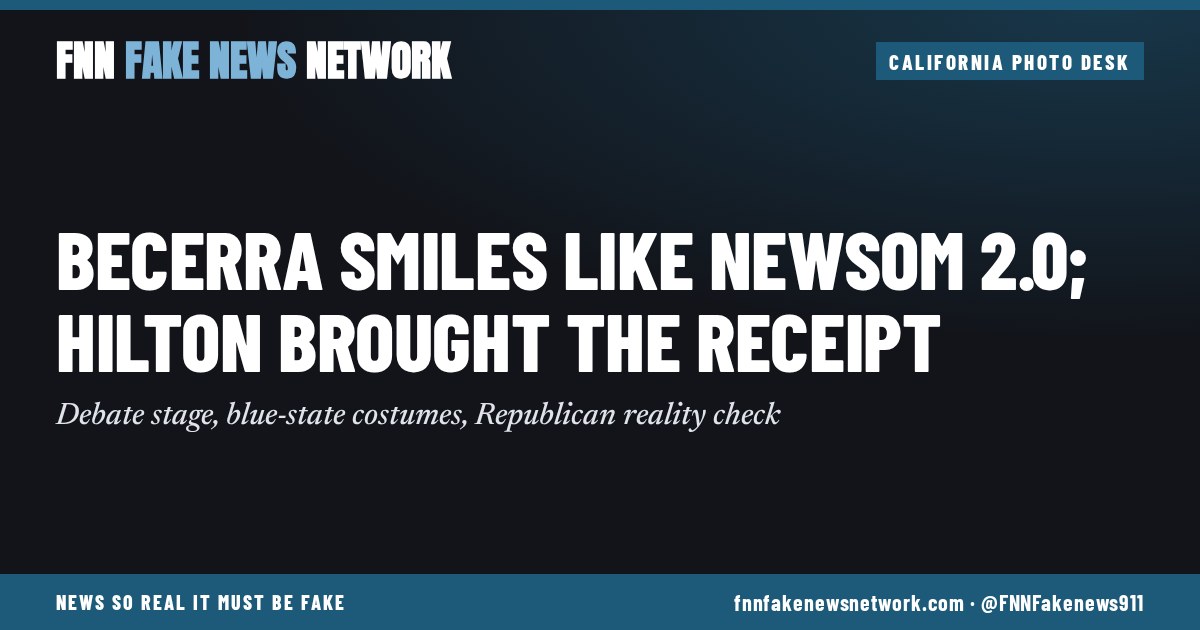 FNN FAKE NEWS NETWORK
CALIFORNIA PHOTO DESK
BECERRA SMILES LIKE NEWSOM 2.0;
HILTON BROUGHT THE RECEIPT
Debate stage, blue-state costumes, Republican reality check
NEWS SO REAL IT MUST BE FAKE
fnnfakenewsnetwork.com · @FNNFakenews911